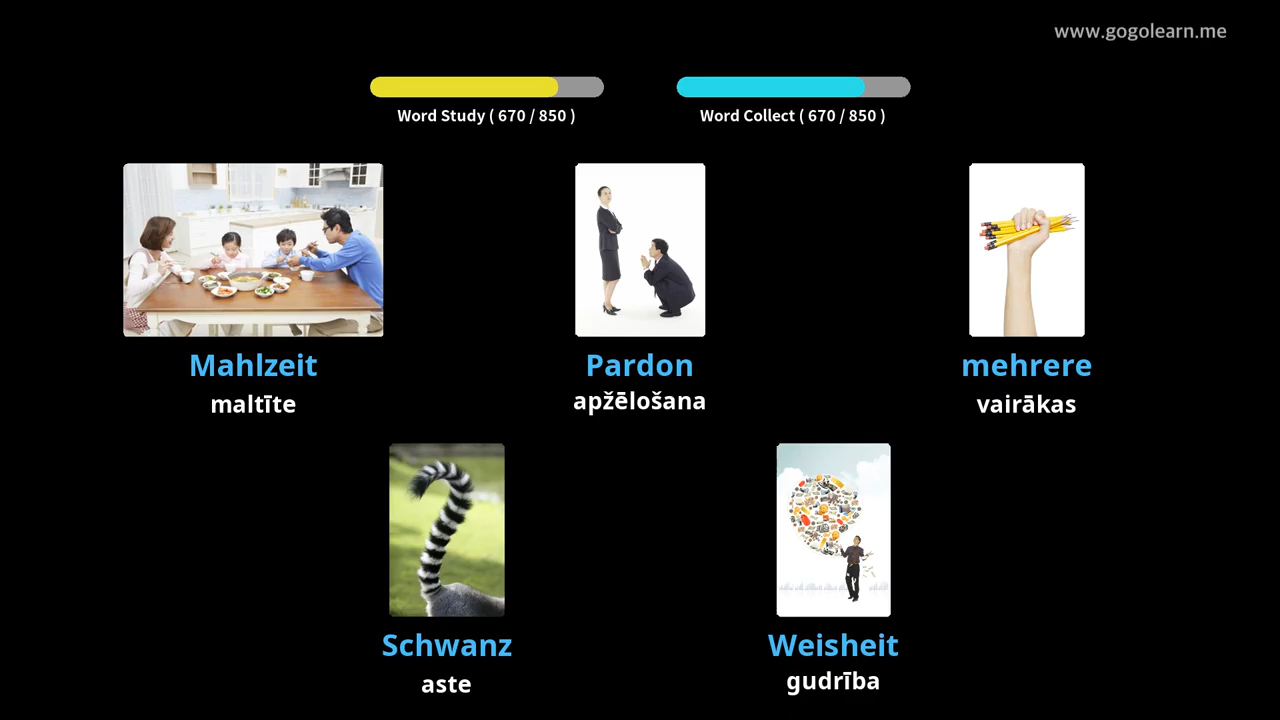 www.gogolearn.me
Word Study ( 670 / 850 )
Word Collect ( 670 / 850 )
Mahlzeit
maltīte
Pardon
apžēlošana
mehrere
vairākas
Schwanz
aste
Weisheit
gudrība